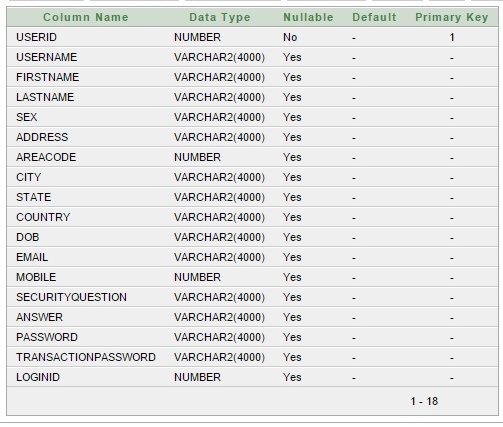 Column Name Data Type Nullable Default Primary Key
USERID NUMBER No - 1
USERNAME VARCHAR2(4000) Yes - -
FIRSTNAME VARCHAR2(4000) Yes - -
LASTNAME VARCHAR2(4000) Yes - -
SEX VARCHAR2(4000) Yes - -
ADDRESS VARCHAR2(4000) Yes - -
AREACODE NUMBER Yes - -
CITY VARCHAR2(4000) Yes - -
STATE VARCHAR2(4000) Yes - -
COUNTRY VARCHAR2(4000) Yes - -
DOB VARCHAR2(4000) Yes - -
EMAIL VARCHAR2(4000) Yes - -
MOBILE NUMBER Yes - -
SECURITYQUESTION VARCHAR2(4000) Yes - -
ANSWER VARCHAR2(4000) Yes - -
PASSWORD VARCHAR2(4000) Yes - -
TRANSACTIONPASSWORD VARCHAR2(4000) Yes - -
LOGINID NUMBER Yes - -
1 - 18